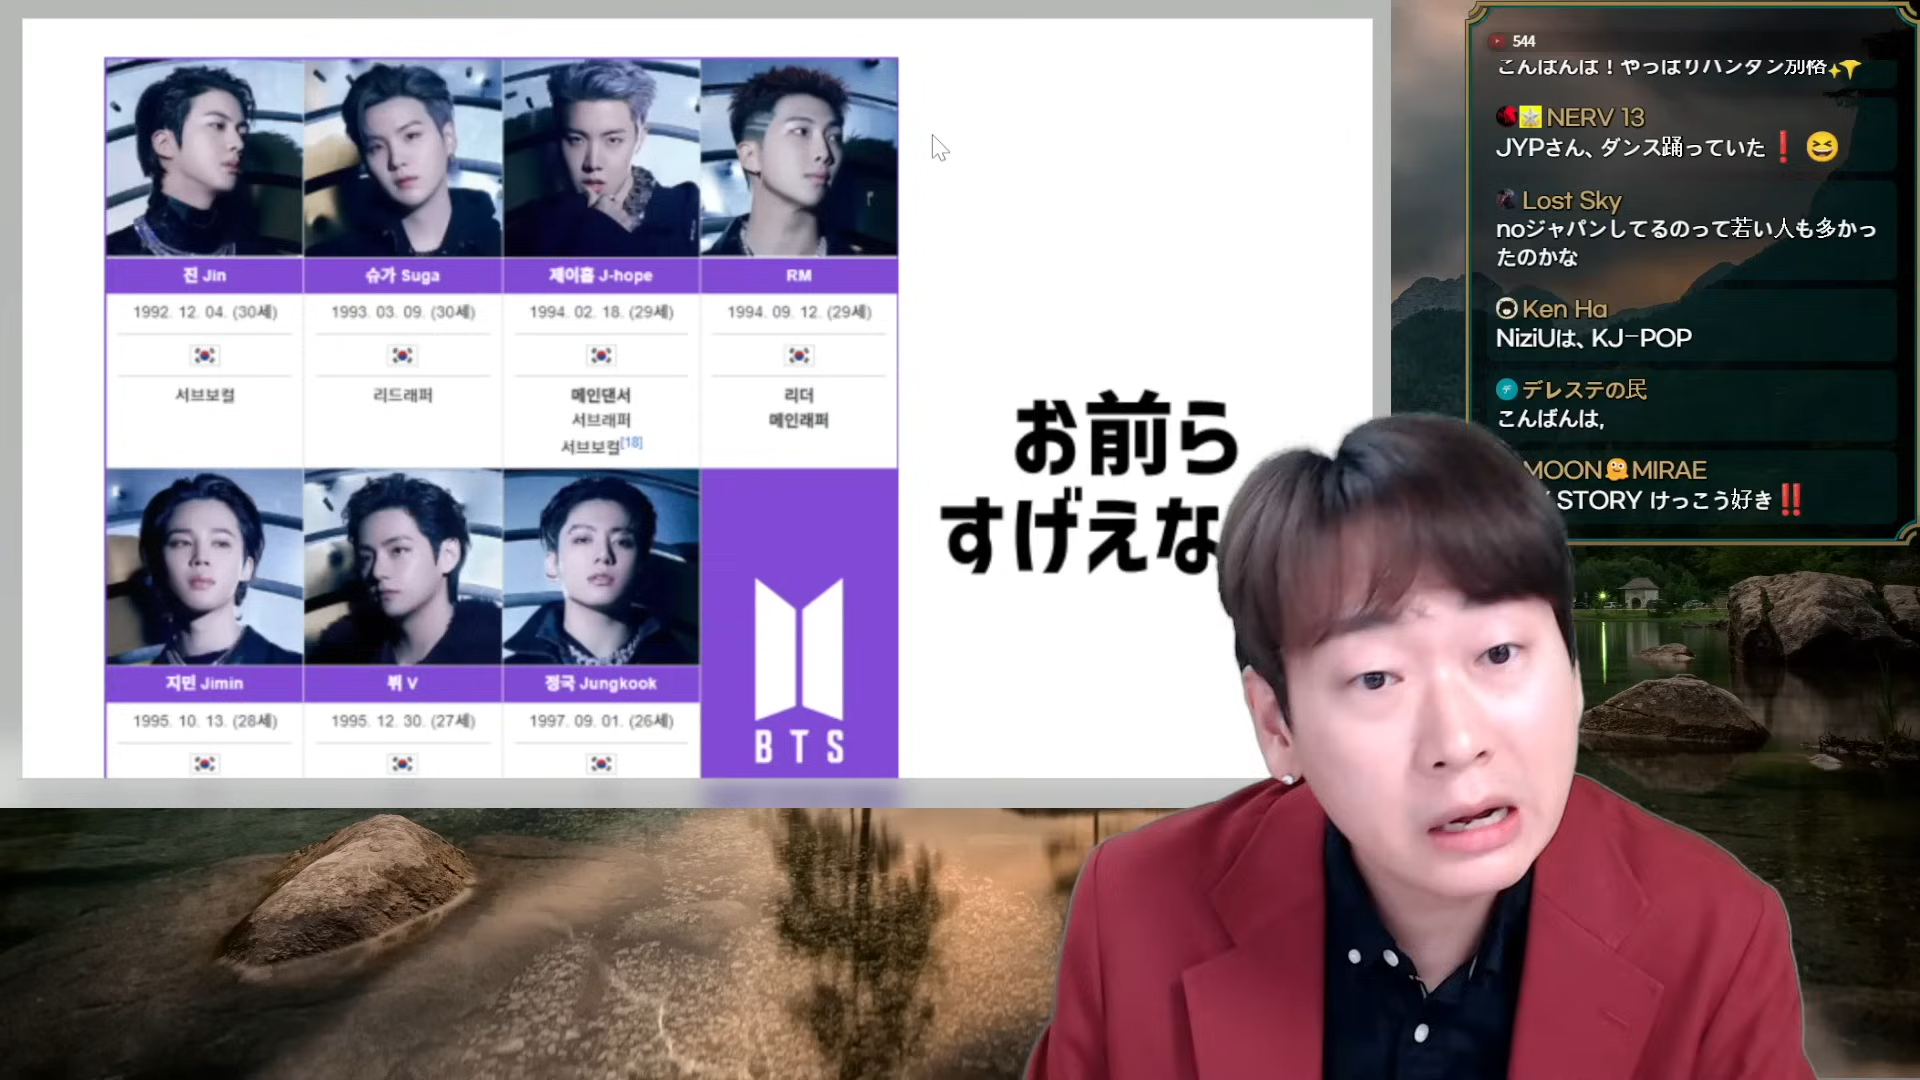 진 Jin
슈가 Suga
제이홉 J-hope
RM
1992. 12. 04. (30세)
1993. 03. 09. (30세)
1994. 02. 18. (29세)
1994. 09. 12. (29세)
서브보컬
리드래퍼
메인댄서
서브래퍼
서브보컬[18]
리더
메인래퍼
지민 Jimin
뷔 V
정국 Jungkook
1995. 10. 13. (28세)
1995. 12. 30. (27세)
1997. 09. 01. (26세)
BTS
お前ら
すげえな
544
こんばんは！やっぱりバンタン別格✨
NERV 13
JYPさん、ダンス踊っていた❗😆
Lost Sky
noジャパンしてるのって若い人も多かっ
たのかな
Ken Ha
NiziUは、KJ-POP
デ デレステの民
こんばんは,
MOON🫠MIRAE
STORY けっこう好き‼️